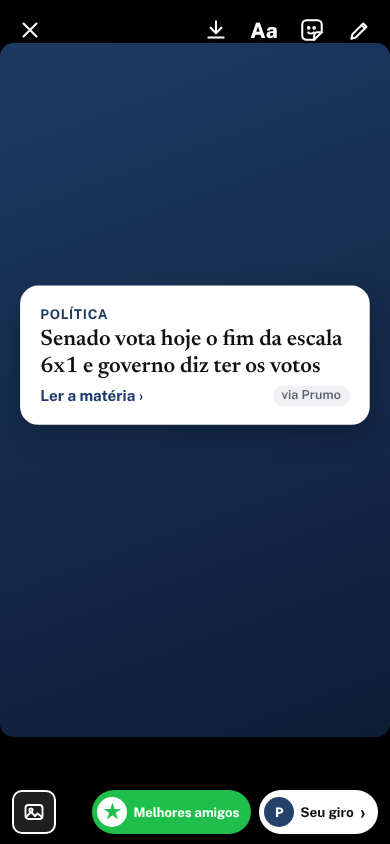 Aa
POLÍTICA
Senado vota hoje o fim da escala
6x1 e governo diz ter os votos
Ler a matéria ›
via Prumo
Melhores amigos
P
Seu giro ›